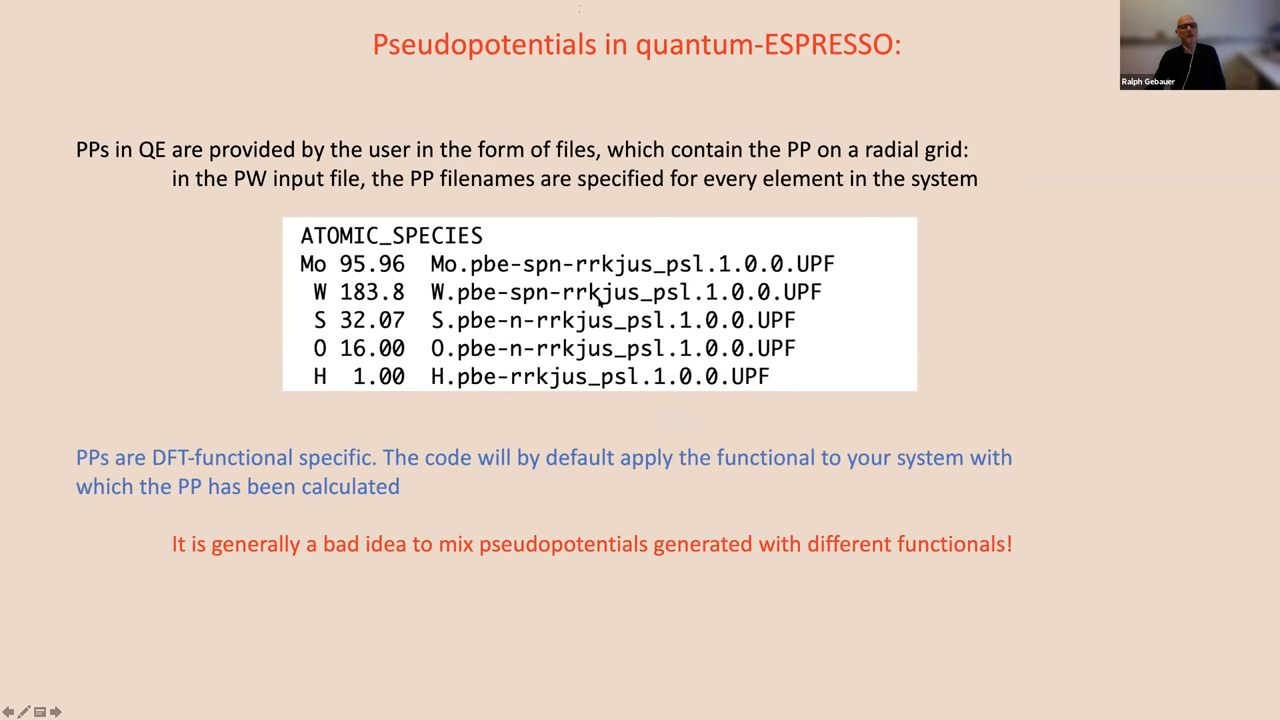 Pseudopotentials in quantum-ESPRESSO:
Ralph Gebauer
PPs in QE are provided by the user in the form of files, which contain the PP on a radial grid:
in the PW input file, the PP filenames are specified for every element in the system
ATOMIC_SPECIES
Mo 95.96 Mo.pbe-spn-rrkjus_psl.1.0.0.UPF
W 183.8 W.pbe-spn-rrkjus_psl.1.0.0.UPF
S 32.07 S.pbe-n-rrkjus_psl.1.0.0.UPF
O 16.00 O.pbe-n-rrkjus_psl.1.0.0.UPF
H 1.00 H.pbe-rrkjus_psl.1.0.0.UPF
PPs are DFT-functional specific. The code will by default apply the functional to your system with
which the PP has been calculated
It is generally a bad idea to mix pseudopotentials generated with different functionals!